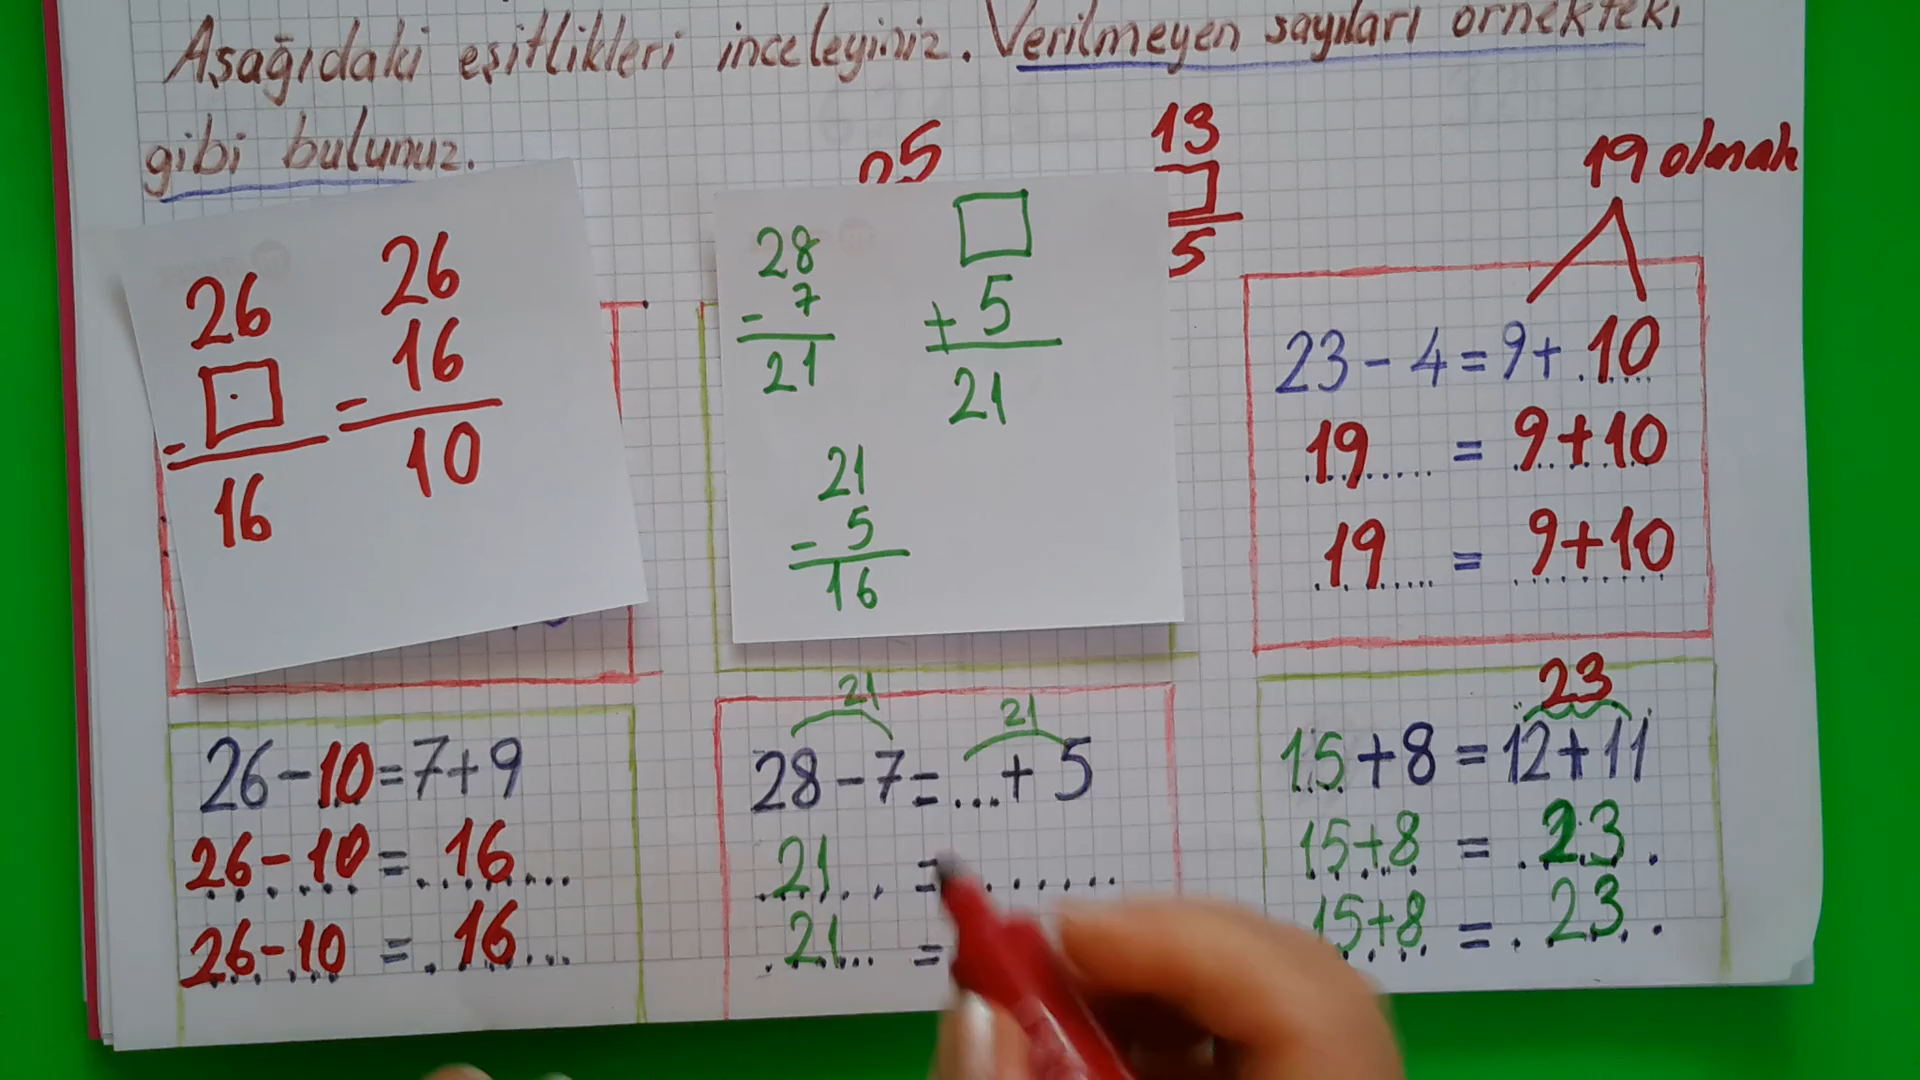 Aşağıdaki eşitlikleri inceleyiniz. Verilmeyen sayıları örnekteki
gibi bulunuz.
26
- □
16
26
- 16
10
28
- 7
21
□
+ 5
21
21
- 5
16
13
5
19 olmak
23 - 4 = 9 + 10
19 = 9+10
19 = 9+10
26 - 10 = 7+9
26 - 10 = 16
26 - 10 = 16
21
21
28 - 7 = ... + 5
21 = .......
21 =
23
15 + 8 = 12 + 11
15+8 = 23
15+8 = 23